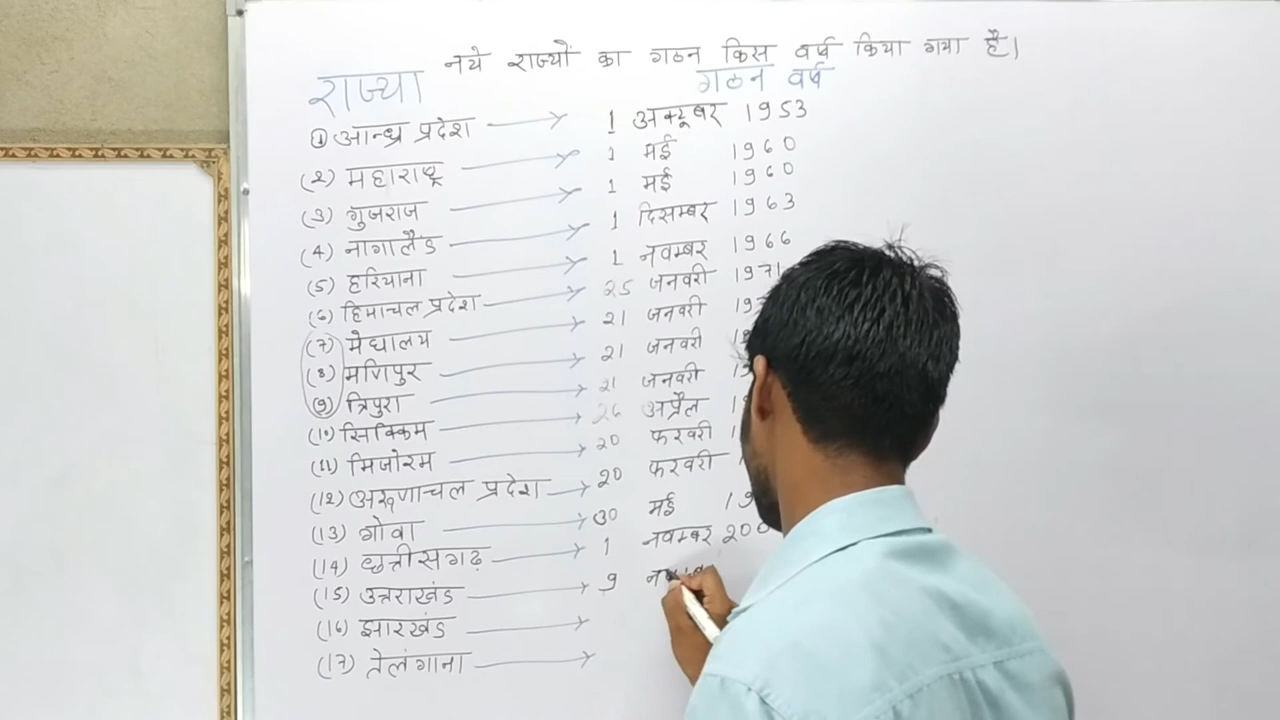 नये राज्यों का गठन किस वर्ष किया गया है।
राज्या गठन वर्ष
(1) आन्ध्र प्रदेश 1 अक्टूबर 1953
(2) महाराष्ट्र 1 मई 1960
(3) गुजराज 1 मई 1960
(4) नागालैंड 1 दिसम्बर 1963
(5) हरियाना 1 नवम्बर 1966
(6) हिमाचल प्रदेश 25 जनवरी 1971
(7) मेघालय 21 जनवरी
(8) मणिपुर 21 जनवरी
(9) त्रिपुरा 21 जनवरी
(10) सिक्किम 26 अप्रैल
(11) मिजोरम 20 फरवरी
(12) अरूणाचल प्रदेश 20 फरवरी
(13) गोवा 30 मई
(14) छत्तीसगढ़ 1 नवम्बर
(15) उत्तराखंड 9
(16) झारखंड
(17) तेलंगाना